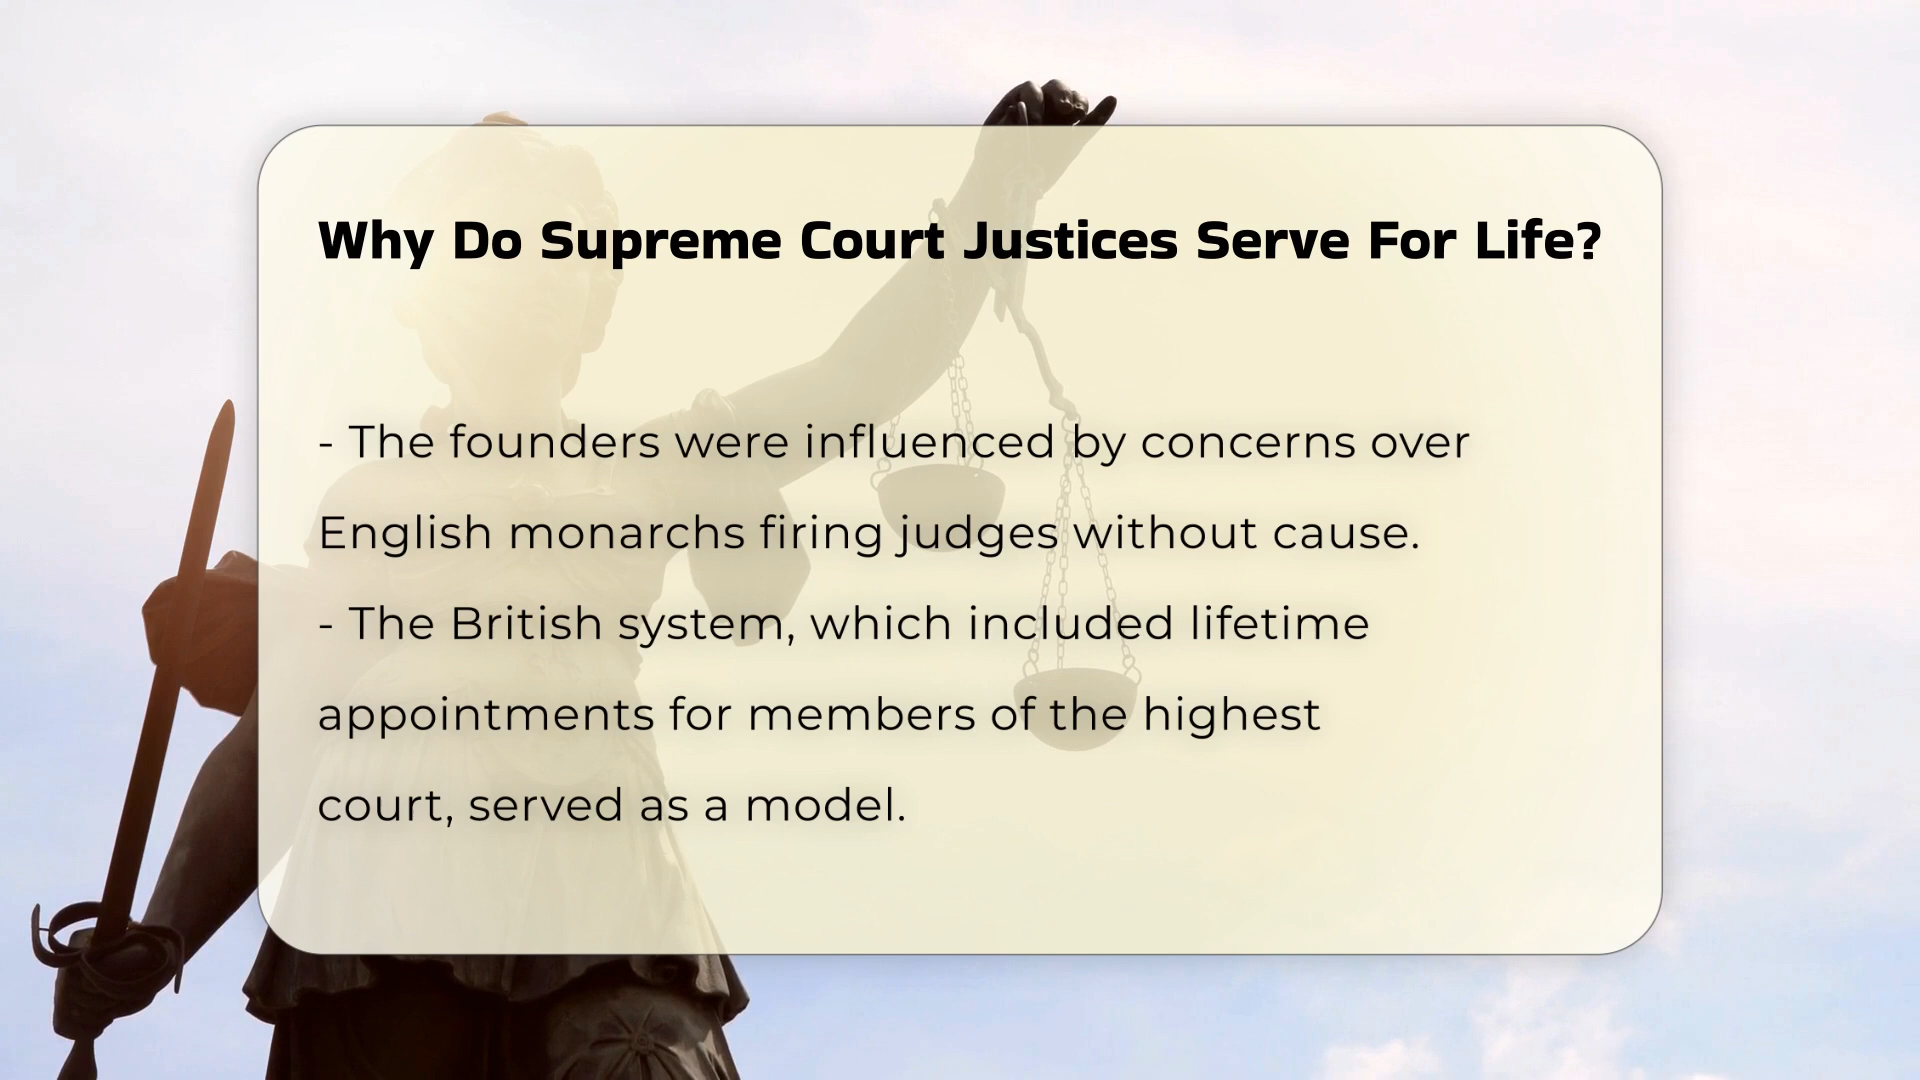 Why Do Supreme Court Justices Serve For Life?
- The founders were influenced by concerns over
English monarchs firing judges without cause.
- The British system, which included lifetime
appointments for members of the highest
court, served as a model.